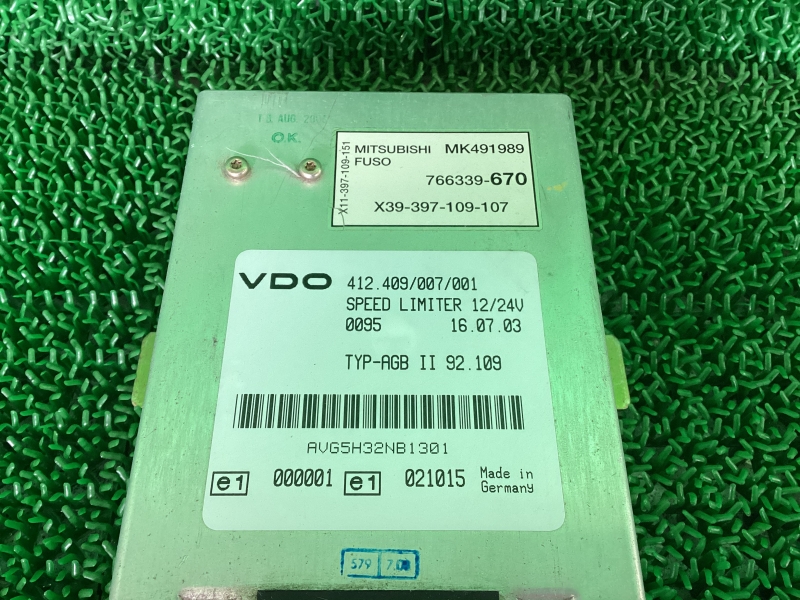 O.K.
X11-397-109-151
MITSUBISHI MK491989
FUSO
766339-670
X39-397-109-107
VDO 412.409/007/001
SPEED LIMITER 12/24V
0095 16.07.03
TYP-AGB II 92.109
AVG5H32NB1301
e1 000001 e1 021015 Made in
Germany
579